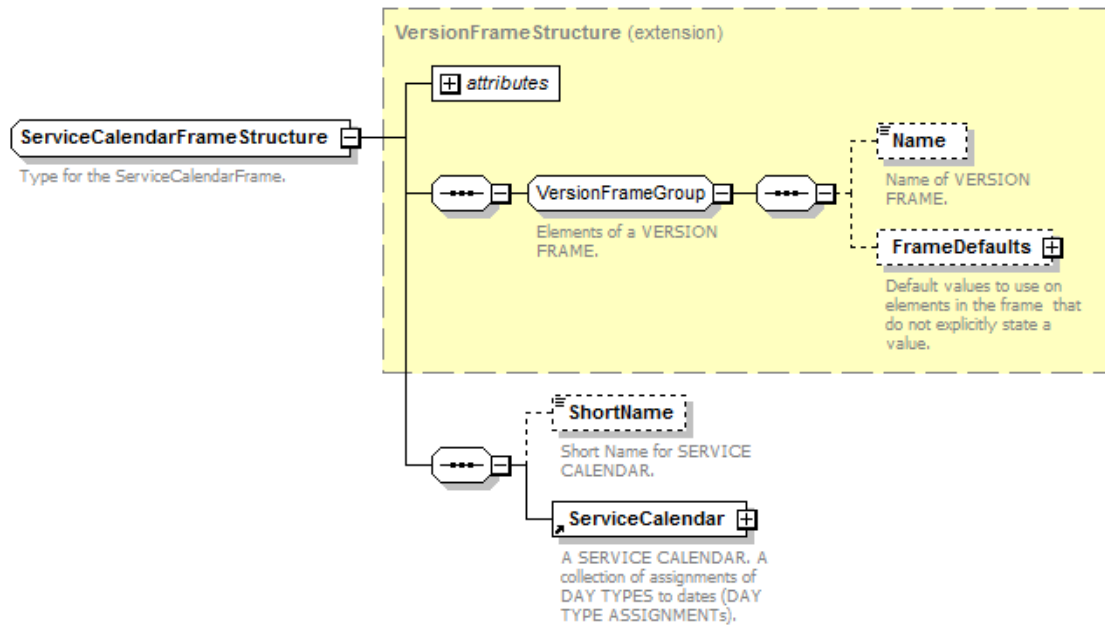 VersionFrameStructure (extension)
attributes
ServiceCalendarFrameStructure
Type for the ServiceCalendarFrame.
VersionFrameGroup
Elements of a VERSION
FRAME.
Name
Name of VERSION
FRAME.
FrameDefaults
Default values to use on
elements in the frame that
do not explicitly state a
value.
ShortName
Short Name for SERVICE
CALENDAR.
ServiceCalendar
A SERVICE CALENDAR. A
collection of assignments of
DAY TYPES to dates (DAY
TYPE ASSIGNMENTs).